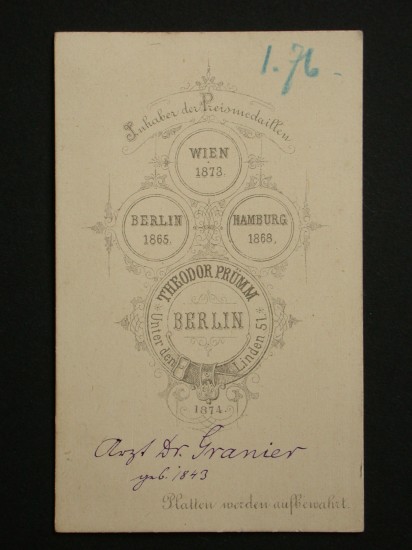 1.76.
Inhaber der Preismedaillen
WIEN
1873.
BERLIN
1865.
HAMBURG
1868.
THEODOR PRÜMM
BERLIN
Unter den Linden 51.
1874.
Arzt Dr. Granier
geb. 1843
Platten werden aufbewahrt.